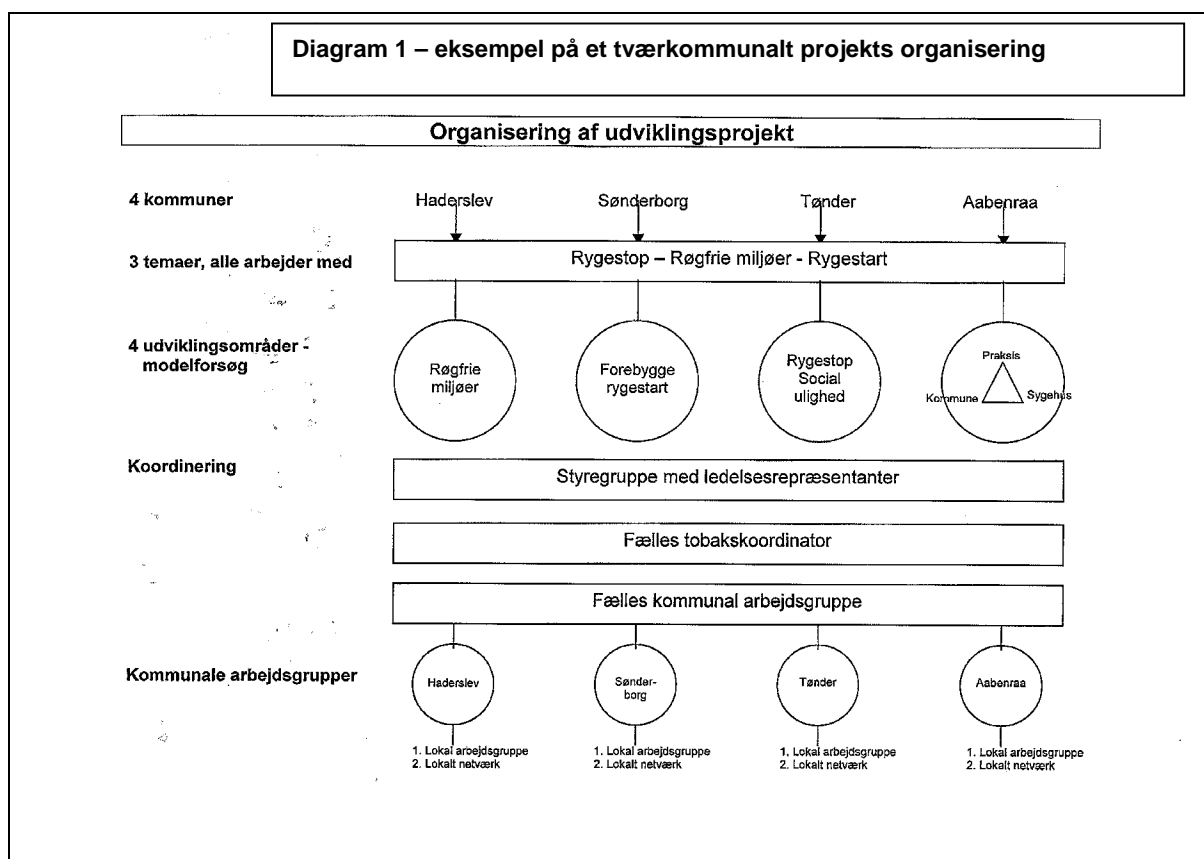 Diagram 1 – eksempel på et tværkommunalt projekts organisering
Organisering af udviklingsprojekt
4 kommuner
Haderslev
Sønderborg
Tønder
Aabenraa
3 temaer, alle arbejder med
Rygestop – Røgfrie miljøer - Rygestart
4 udviklingsområder -
modelforsøg
Røgfrie
miljøer
Forebygge
rygestart
Rygestop
Social
ulighed
Praksis
Kommune
Sygehus
Koordinering
Styregruppe med ledelsesrepræsentanter
Fælles tobakskoordinator
Fælles kommunal arbejdsgruppe
Kommunale arbejdsgrupper
Haderslev
Sønder-
borg
Tønder
Aabenraa
1. Lokal arbejdsgruppe
2. Lokalt netværk
1. Lokal arbejdsgruppe
2. Lokalt netværk
1. Lokal arbejdsgruppe
2. Lokalt netværk
1. Lokal arbejdsgruppe
2. Lokalt netværk